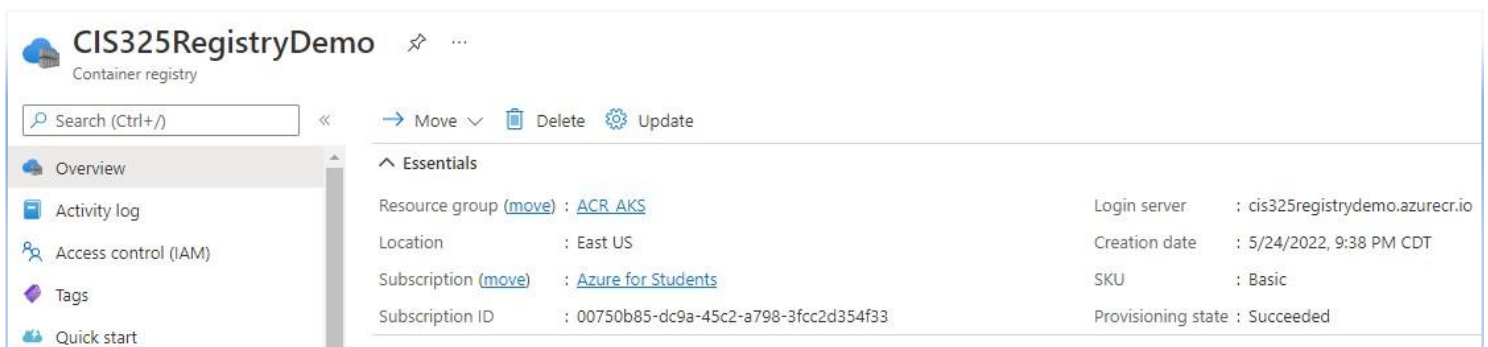 CIS325RegistryDemo ...
Container registry
Search (Ctrl+/) «
Move Delete Update
Overview
Activity log
Access control (IAM)
Tags
Quick start
Essentials
Resource group (move) : ACR_AKS
Location : East US
Subscription (move) : Azure for Students
Subscription ID : 00750b85-dc9a-45c2-a798-3fcc2d354f33
Login server : cis325registrydemo.azurecr.io
Creation date : 5/24/2022, 9:38 PM CDT
SKU : Basic
Provisioning state : Succeeded